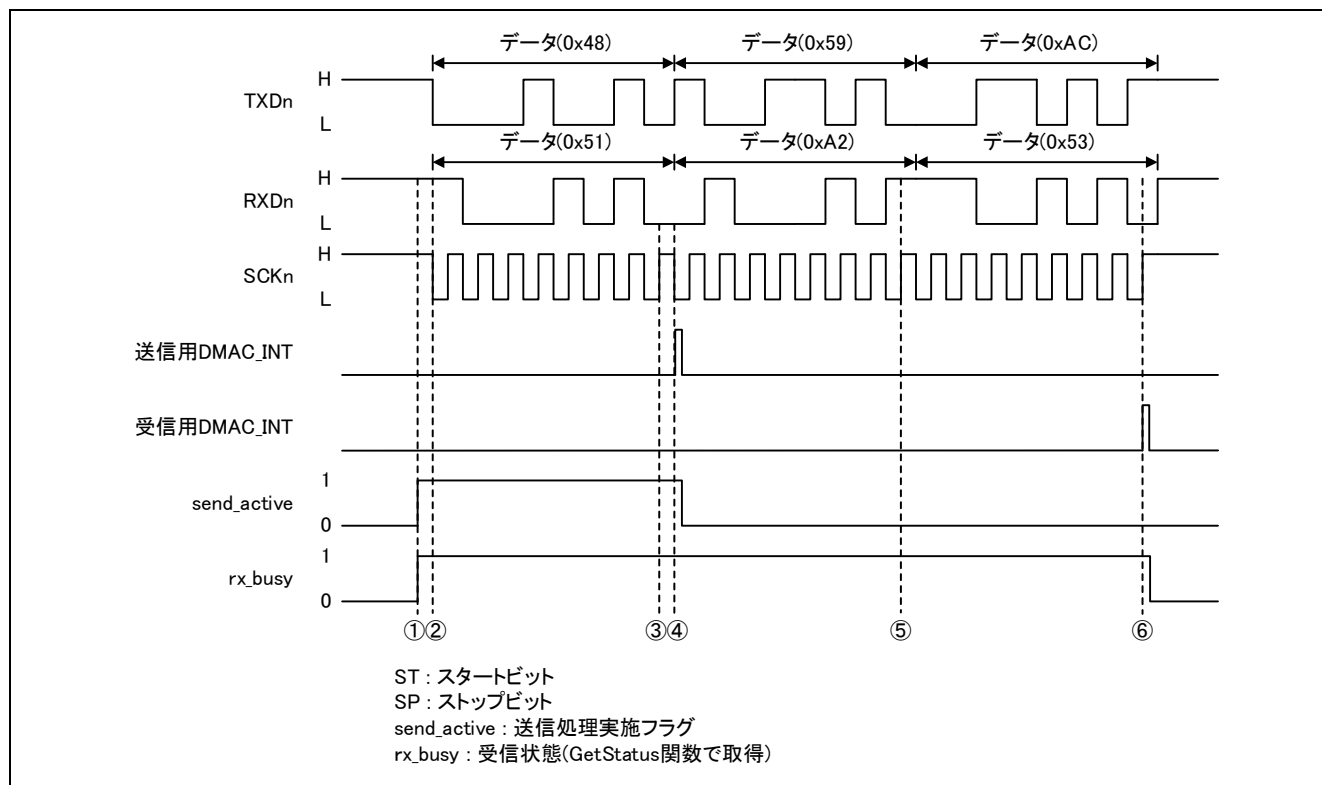 データ(0x48) データ(0x59) データ(0xAC)
H
TXDn
L
データ(0x51) データ(0xA2) データ(0x53)
H
RXDn
L
H
SCKn
L
送信用DMAC_INT
受信用DMAC_INT
1
send_active
0
1
rx_busy
0
①② ③④ ⑤ ⑥
ST : スタートビット
SP : ストップビット
send_active : 送信処理実施フラグ
rx_busy : 受信状態(GetStatus関数で取得)